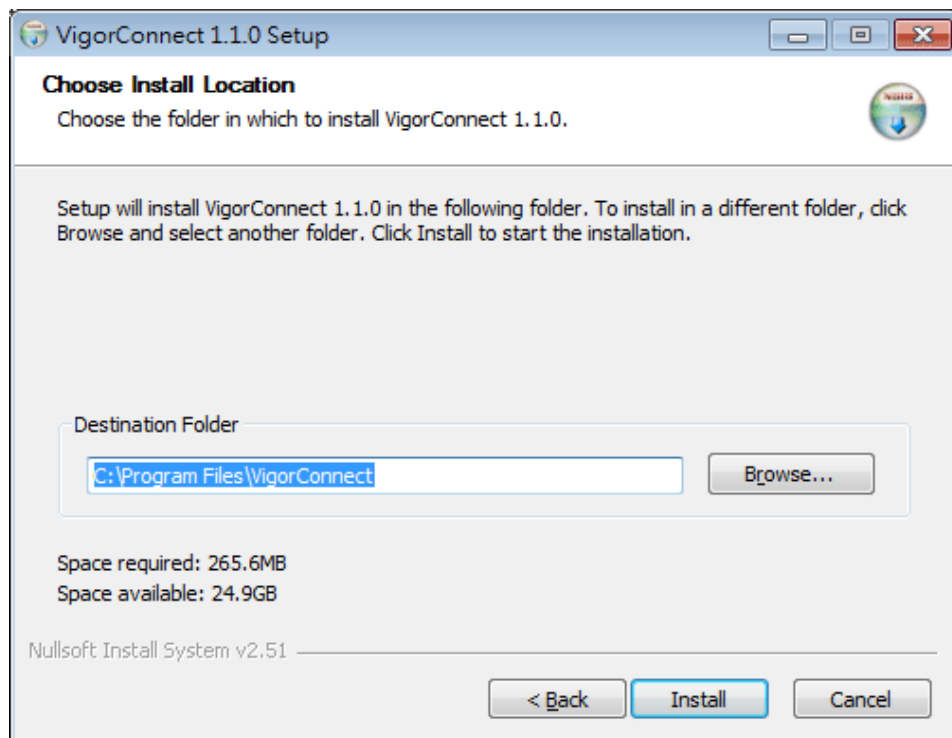 VigorConnect 1.1.0 Setup
Choose Install Location
Choose the folder in which to install VigorConnect 1.1.0.
Setup will install VigorConnect 1.1.0 in the following folder. To install in a different folder, click
Browse and select another folder. Click Install to start the installation.
Destination Folder
C:\Program Files\VigorConnect
Browse...
Space required: 265.6MB
Space available: 24.9GB
Nullsoft Install System v2.51
< Back
Install
Cancel